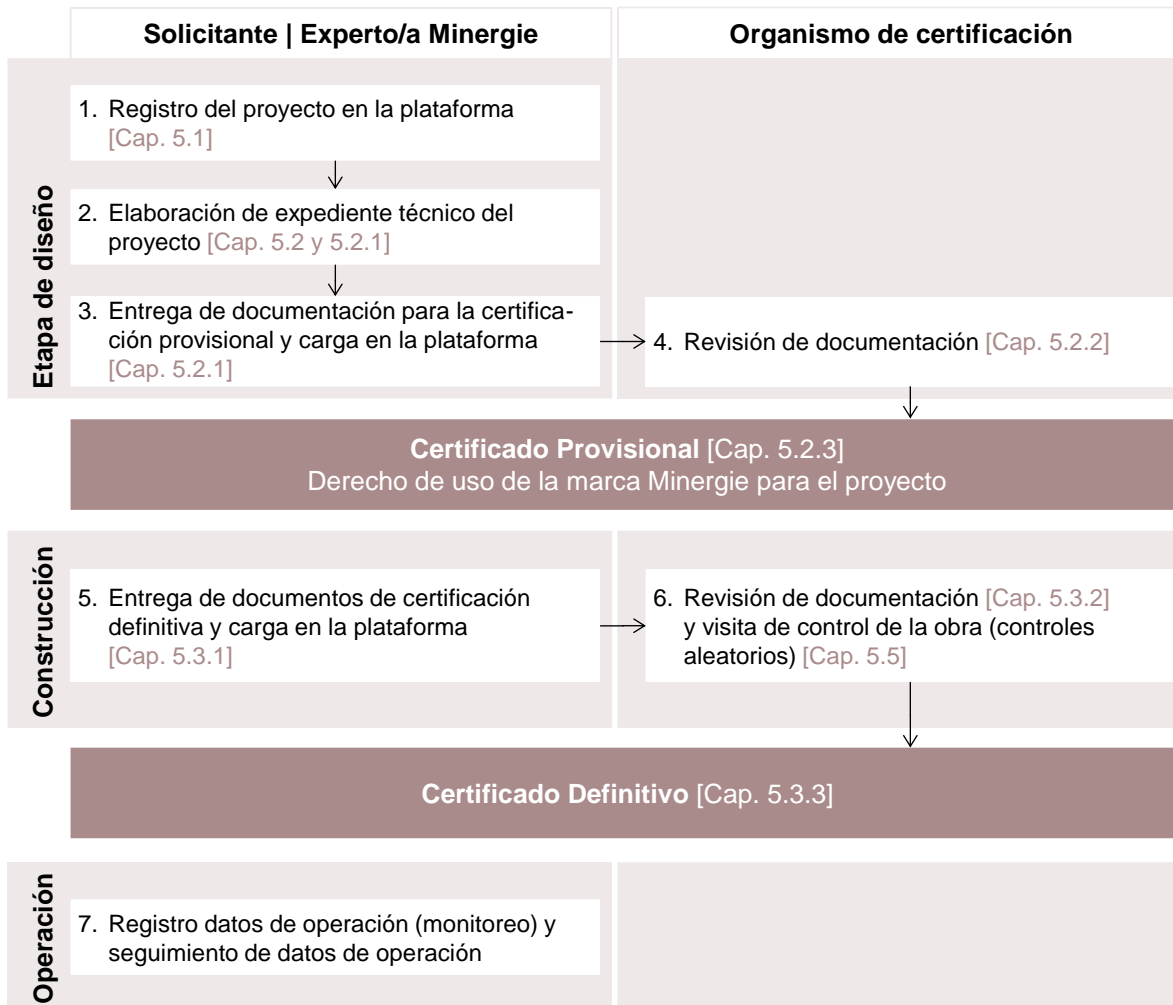 Solicitante | Experto/a Minergie
Organismo de certificación
Etapa de diseño
1. Registro del proyecto en la plataforma
[Cap. 5.1]
2. Elaboración de expediente técnico del
proyecto [Cap. 5.2 y 5.2.1]
3. Entrega de documentación para la certifica-
ción provisional y carga en la plataforma
[Cap. 5.2.1]
4. Revisión de documentación [Cap. 5.2.2]
Certificado Provisional [Cap. 5.2.3]
Derecho de uso de la marca Minergie para el proyecto
Construcción
5. Entrega de documentos de certificación
definitiva y carga en la plataforma
[Cap. 5.3.1]
6. Revisión de documentación [Cap. 5.3.2]
y visita de control de la obra (controles
aleatorios) [Cap. 5.5]
Certificado Definitivo [Cap. 5.3.3]
Operación
7. Registro datos de operación (monitoreo) y
seguimiento de datos de operación